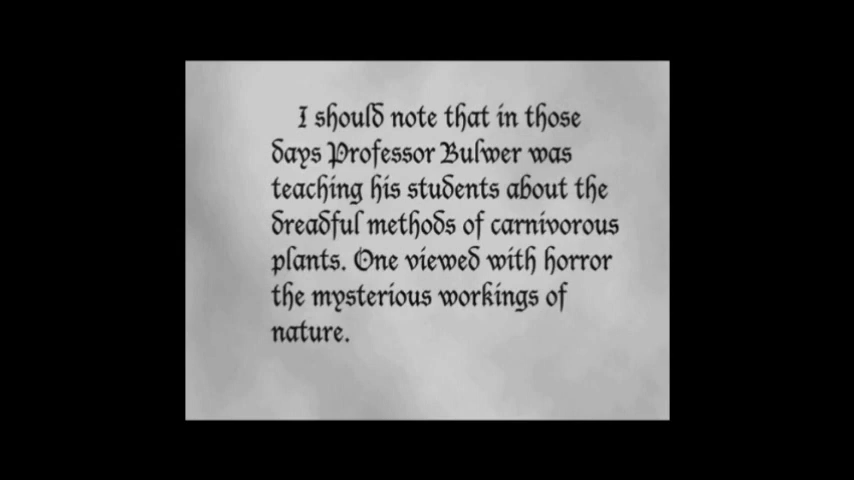 I should note that in those
days Professor Bulwer was
teaching his students about the
dreadful methods of carnivorous
plants. One viewed with horror
the mysterious workings of
nature.